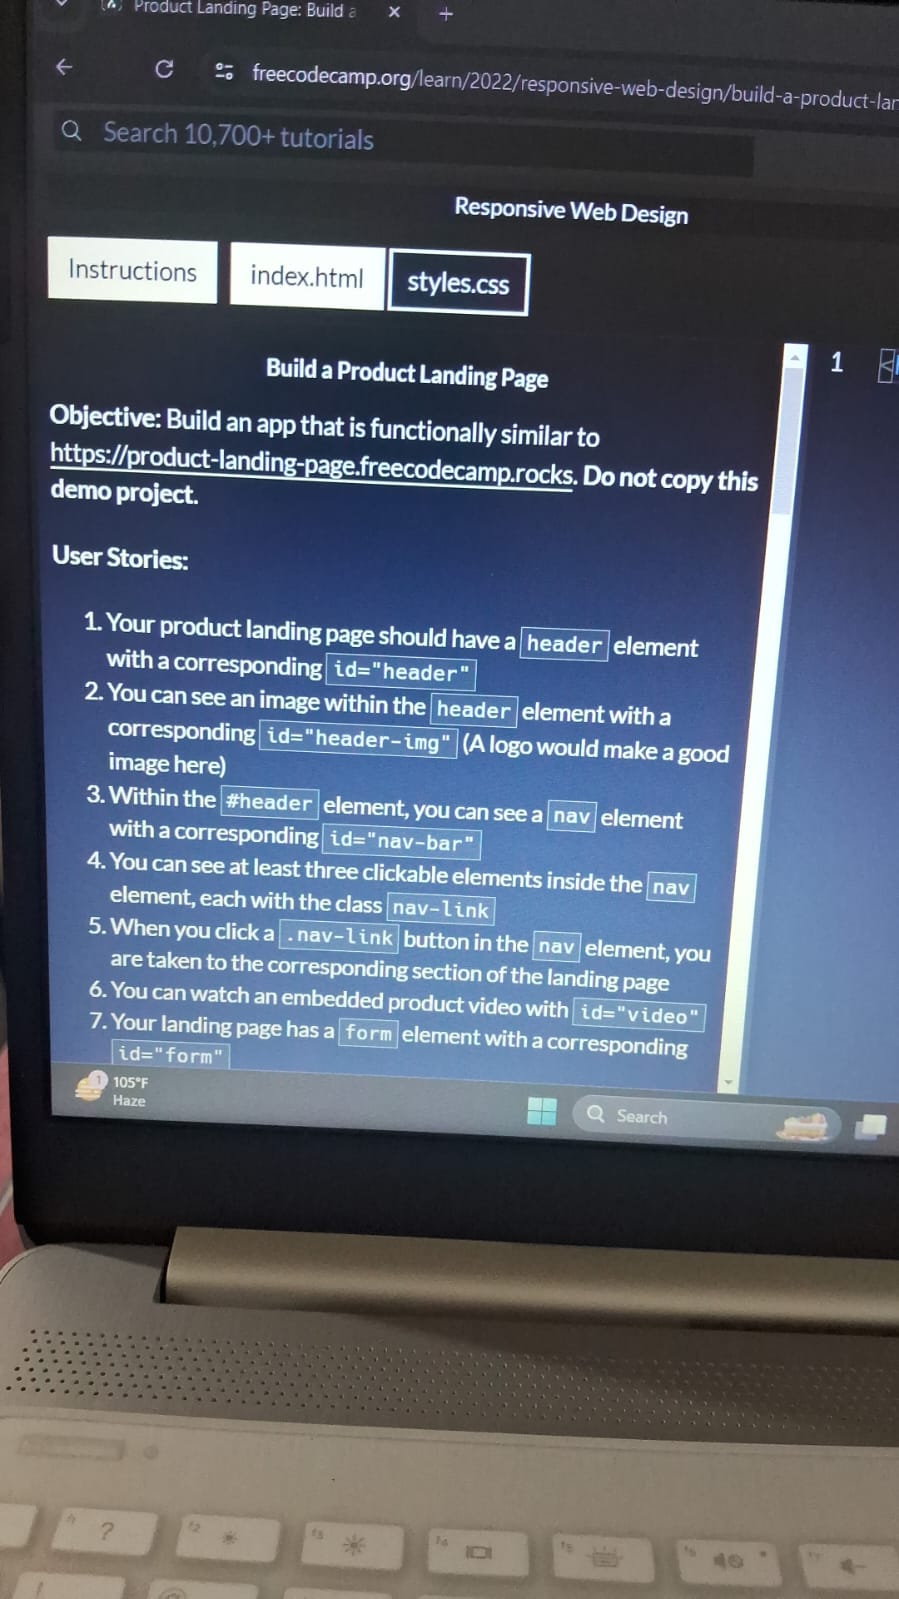 Product Landing Page: Build a
freecodecamp.org/learn/2022/responsive-web-design/build-a-product-lan
Search 10,700+ tutorials
Responsive Web Design
Instructions index.html styles.css
1
Build a Product Landing Page
Objective: Build an app that is functionally similar to
https://product-landing-page.freecodecamp.rocks. Do not copy this
demo project.
User Stories:
1. Your product landing page should have a header element
with a corresponding id="header"
2. You can see an image within the header element with a
corresponding id="header-img" (A logo would make a good
image here)
3. Within the #header element, you can see a nav element
with a corresponding id="nav-bar"
4. You can see at least three clickable elements inside the nav
element, each with the class nav-link
5. When you click a .nav-link button in the nav element, you
are taken to the corresponding section of the landing page
6. You can watch an embedded product video with id="video"
7. Your landing page has a form element with a corresponding
id="form"
1
105°F
Haze
Search
?